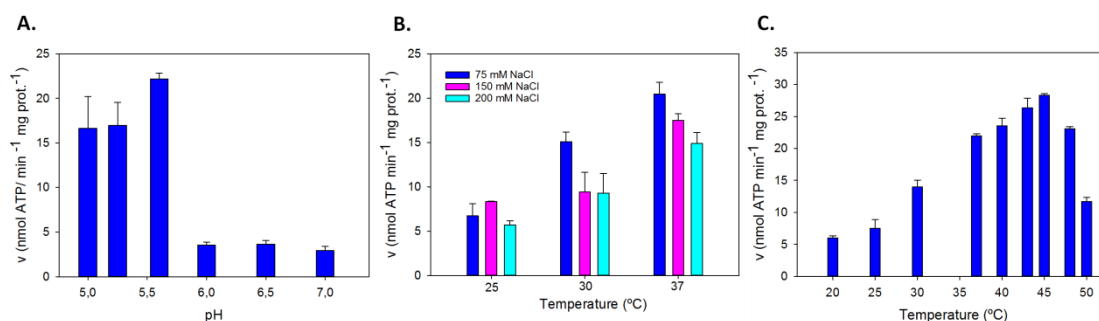 A.
v (nmol ATP/ min⁻¹ mg prot.⁻¹)
25
20
15
10
5
0
5,0 5,5 6,0 6,5 7,0
pH
B.
v (nmol ATP min⁻¹ mg prot.⁻¹)
25
20
15
10
5
0
75 mM NaCl
150 mM NaCl
200 mM NaCl
25 30 37
Temperature (ºC)
C.
v (nmol ATP min⁻¹ mg prot.⁻¹)
35
30
25
20
15
10
5
0
20 25 30 35 40 45 50
Temperature (ºC)